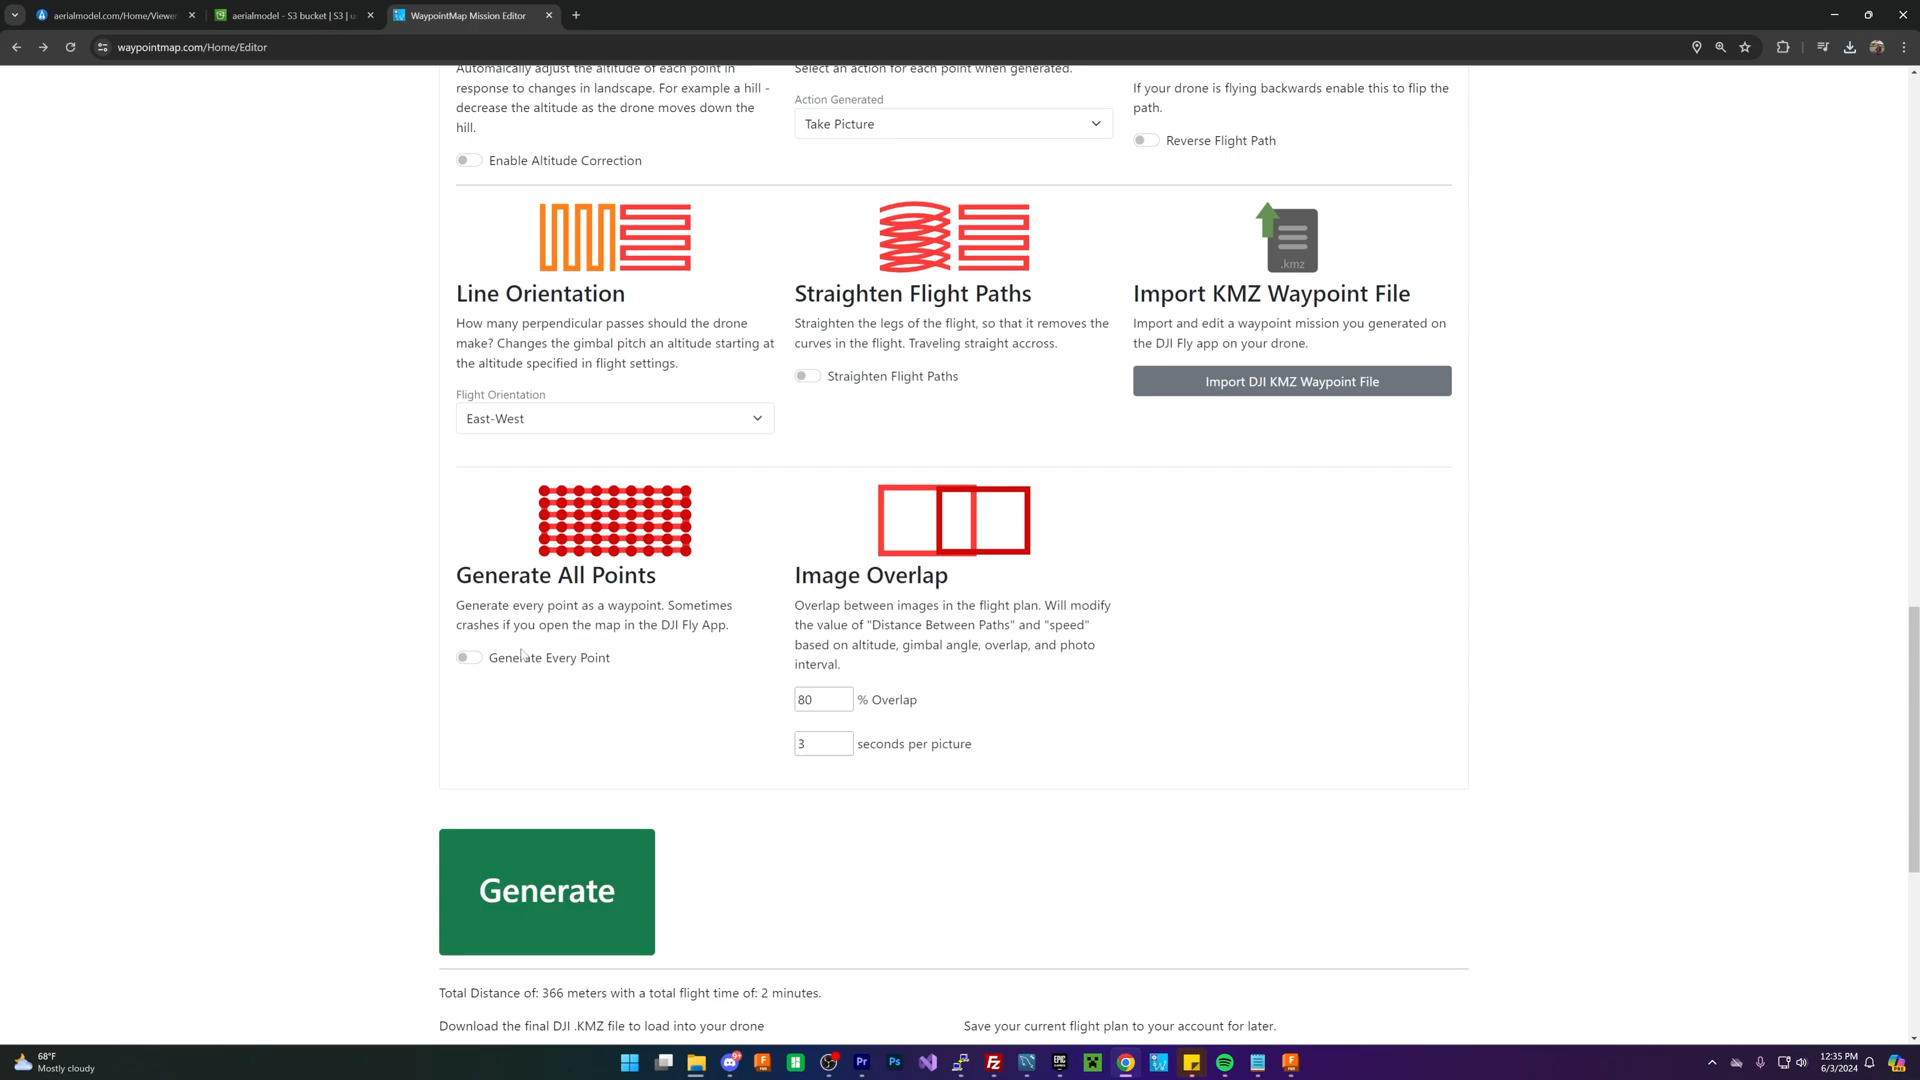 aerialmodel.com/Home/Viewer
aerialmodel - S3 bucket | S3 | u
WaypointMap Mission Editor
waypointmap.com/Home/Editor
Automaically adjust the altitude of each point in
response to changes in landscape. For example a hill -
decrease the altitude as the drone moves down the
hill.
Enable Altitude Correction
Select an action for each point when generated.
Action Generated
Take Picture
If your drone is flying backwards enable this to flip the
path.
Reverse Flight Path
Line Orientation
How many perpendicular passes should the drone
make? Changes the gimbal pitch an altitude starting at
the altitude specified in flight settings.
Flight Orientation
East-West
Straighten Flight Paths
Straighten the legs of the flight, so that it removes the
curves in the flight. Traveling straight accross.
Straighten Flight Paths
.kmz
Import KMZ Waypoint File
Import and edit a waypoint mission you generated on
the DJI Fly app on your drone.
Import DJI KMZ Waypoint File
Generate All Points
Generate every point as a waypoint. Sometimes
crashes if you open the map in the DJI Fly App.
Generate Every Point
Image Overlap
Overlap between images in the flight plan. Will modify
the value of "Distance Between Paths" and "speed"
based on altitude, gimbal angle, overlap, and photo
interval.
80 % Overlap
3 seconds per picture
Generate
Total Distance of: 366 meters with a total flight time of: 2 minutes.
Download the final DJI .KMZ file to load into your drone
Save your current flight plan to your account for later.
68°F
Mostly cloudy
Pr
Ps
12:35 PM
6/3/2024